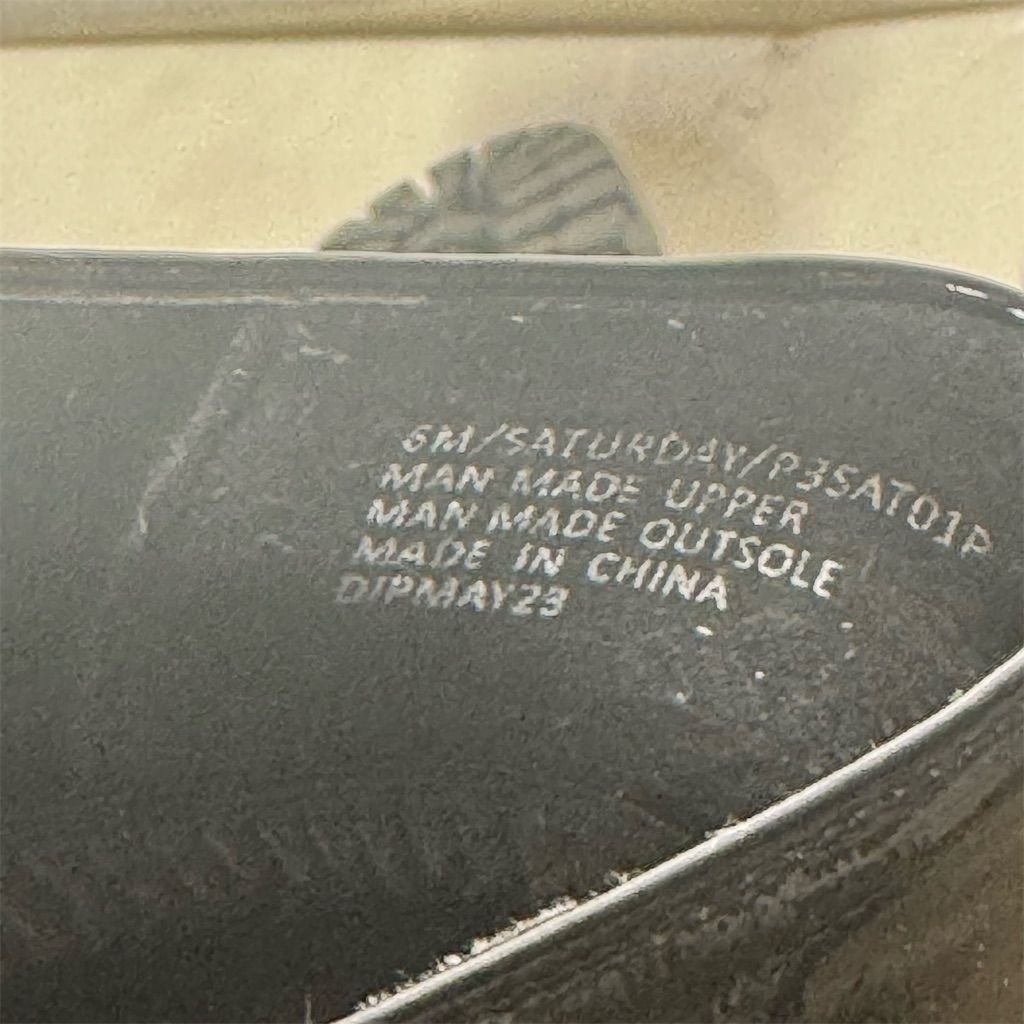 6M/SATURDAY/P3SAT01P
MAN MADE UPPER
MAN MADE OUTSOLE
MADE IN CHINA
DIPMAY23